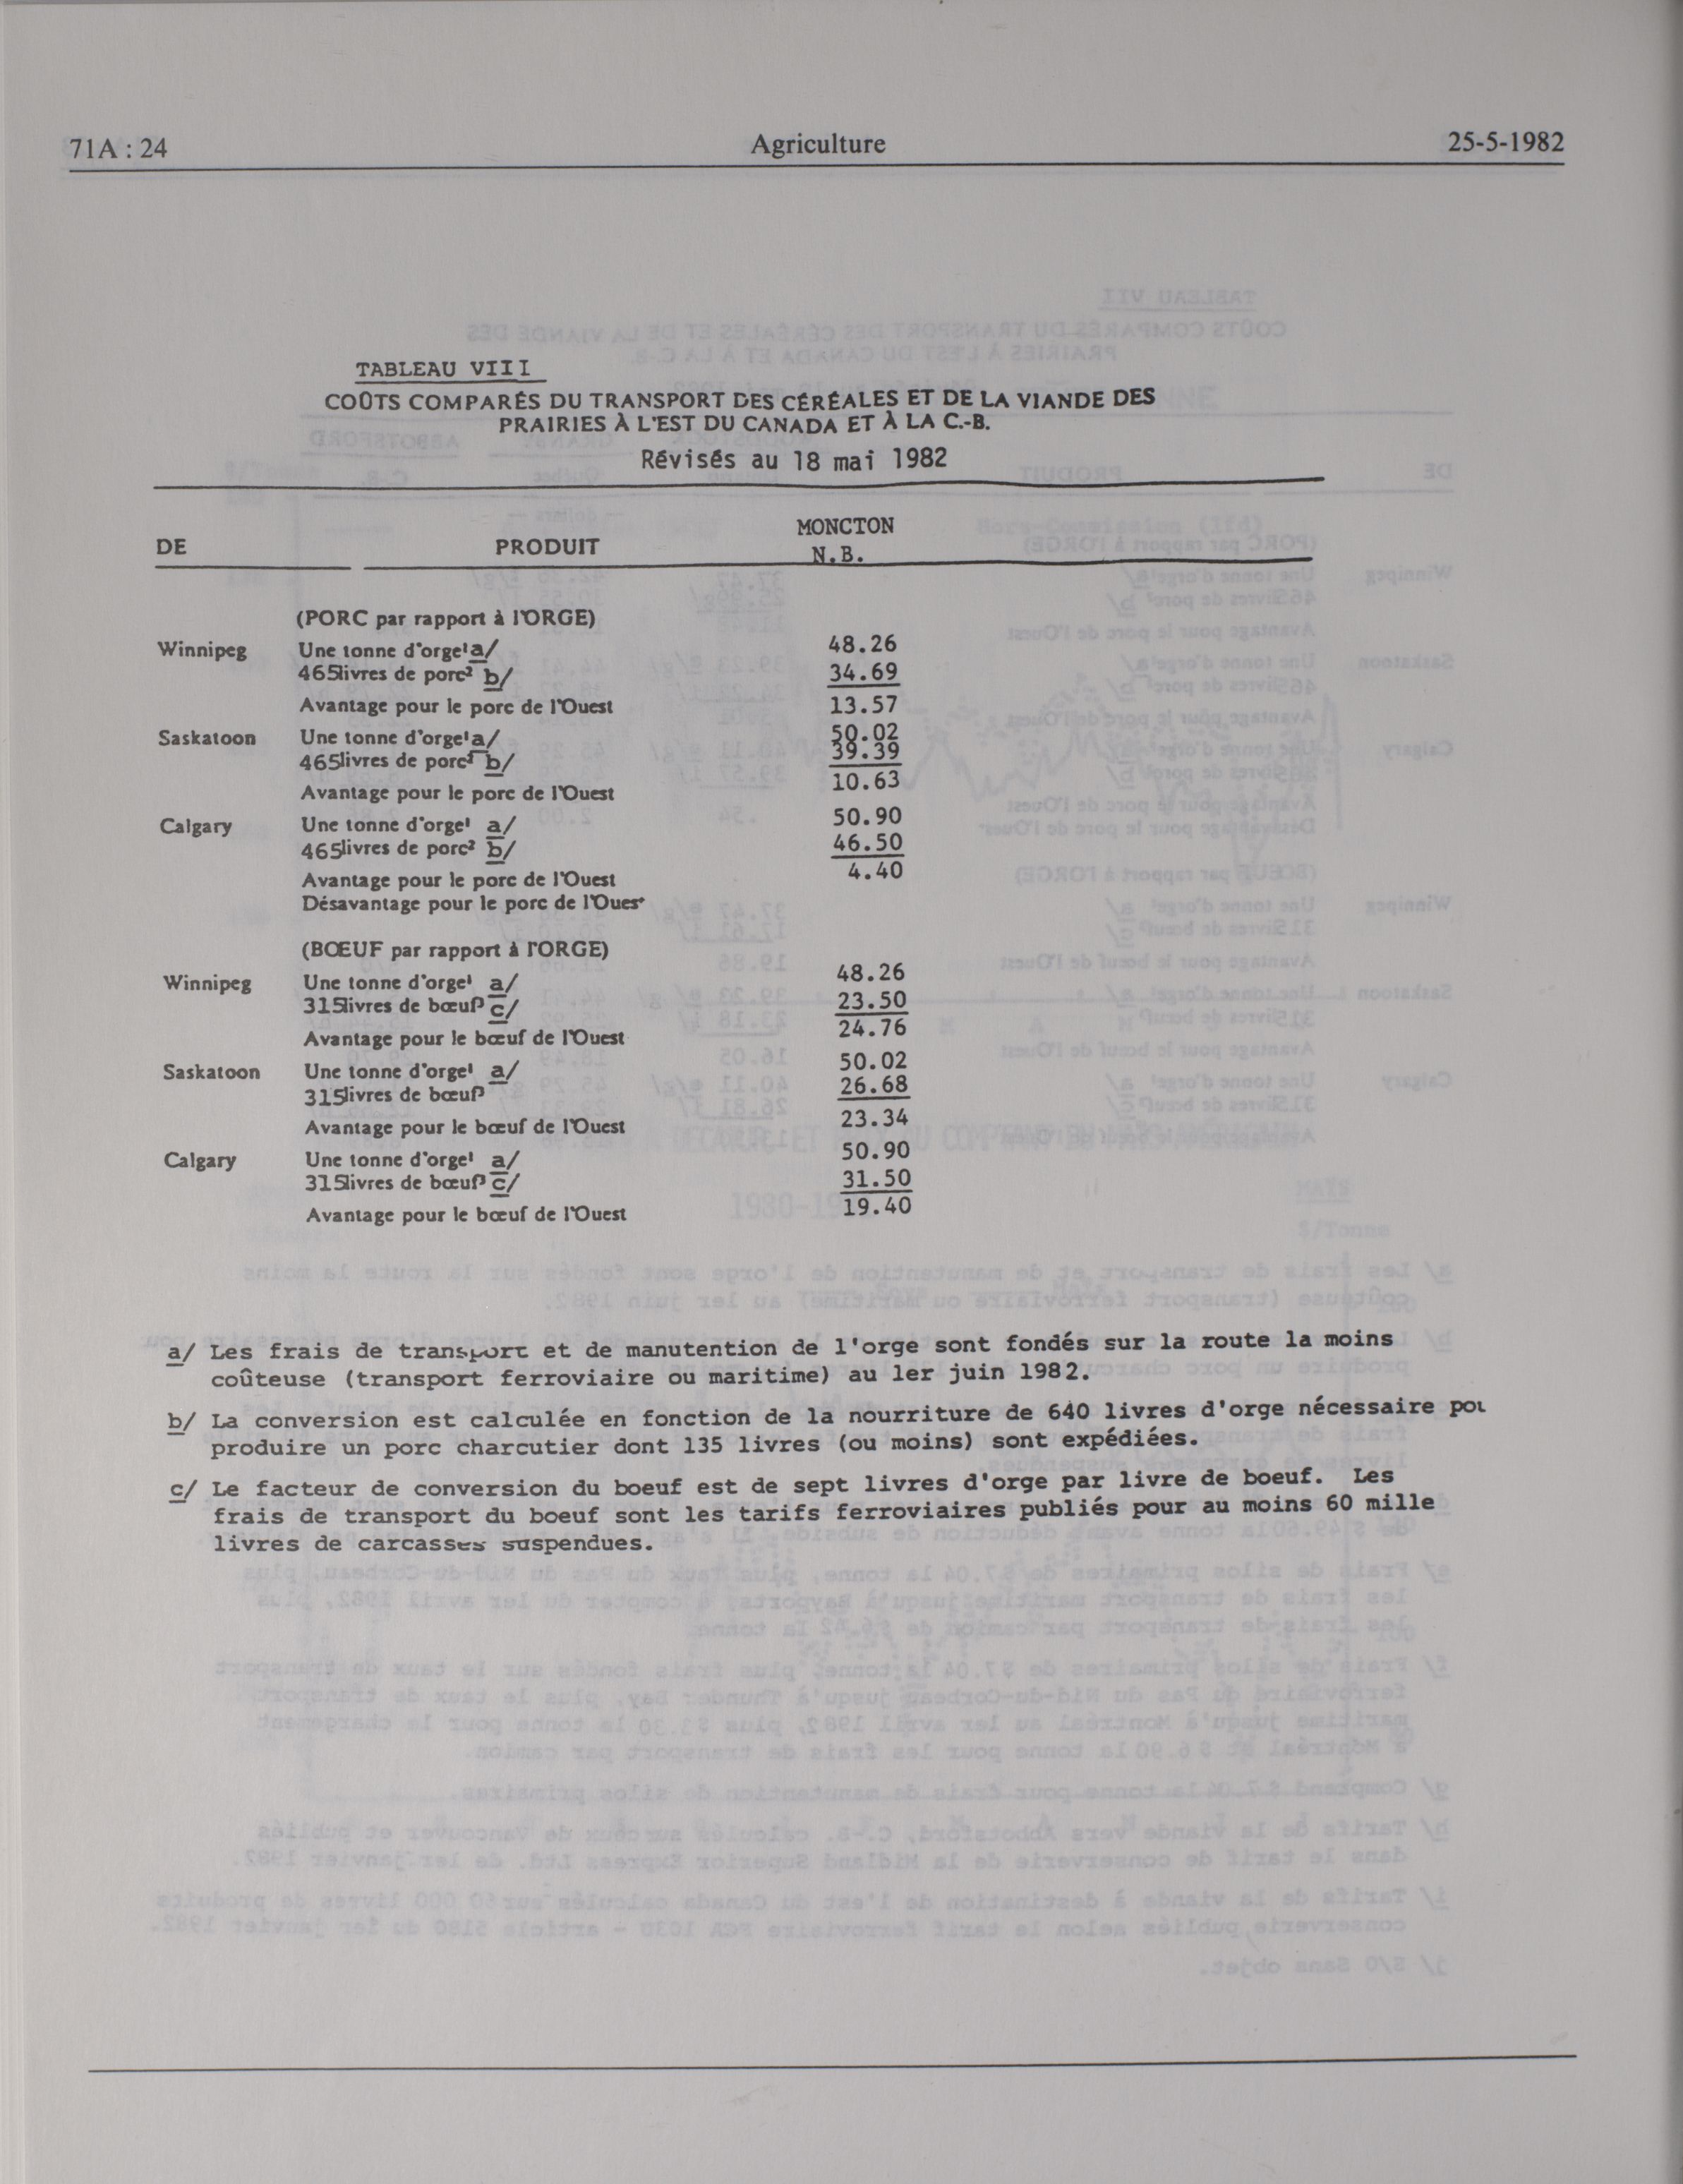 71A : 24 Agriculture 25-5-1982
TABLEAU VIII
COÛTS COMPARÉS DU TRANSPORT DES CÉRÉALES ET DE LA VIANDE DES
PRAIRIES À L'EST DU CANADA ET À LA C.-B.
Révisés au 18 mai 1982
MONCTON
DE PRODUIT N.B.
(PORC par rapport à l'ORGE)
Winnipeg Une tonne d'orge¹ a/ 48.26
465 livres de porc² b/ 34.69
Avantage pour le porc de l'Ouest 13.57
Saskatoon Une tonne d'orge¹ a/ 50.02
465 livres de porc² b/ 39.39
Avantage pour le porc de l'Ouest 10.63
Calgary Une tonne d'orge¹ a/ 50.90
465 livres de porc² b/ 46.50
Avantage pour le porc de l'Ouest 4.40
Désavantage pour le porc de l'Ouest
(BŒUF par rapport à l'ORGE)
Winnipeg Une tonne d'orge¹ a/ 48.26
315 livres de bœuf³ c/ 23.50
Avantage pour le bœuf de l'Ouest 24.76
Saskatoon Une tonne d'orge¹ a/ 50.02
315 livres de bœuf³ 26.68
Avantage pour le bœuf de l'Ouest 23.34
Calgary Une tonne d'orge¹ a/ 50.90
315 livres de bœuf³ c/ 31.50
Avantage pour le bœuf de l'Ouest 19.40
a/ Les frais de transport et de manutention de l'orge sont fondés sur la route la moins
coûteuse (transport ferroviaire ou maritime) au 1er juin 1982.
b/ La conversion est calculée en fonction de la nourriture de 640 livres d'orge nécessaire pou
produire un porc charcutier dont 135 livres (ou moins) sont expédiées.
c/ Le facteur de conversion du boeuf est de sept livres d'orge par livre de boeuf. Les
frais de transport du boeuf sont les tarifs ferroviaires publiés pour au moins 60 mille
livres de carcasses suspendues.